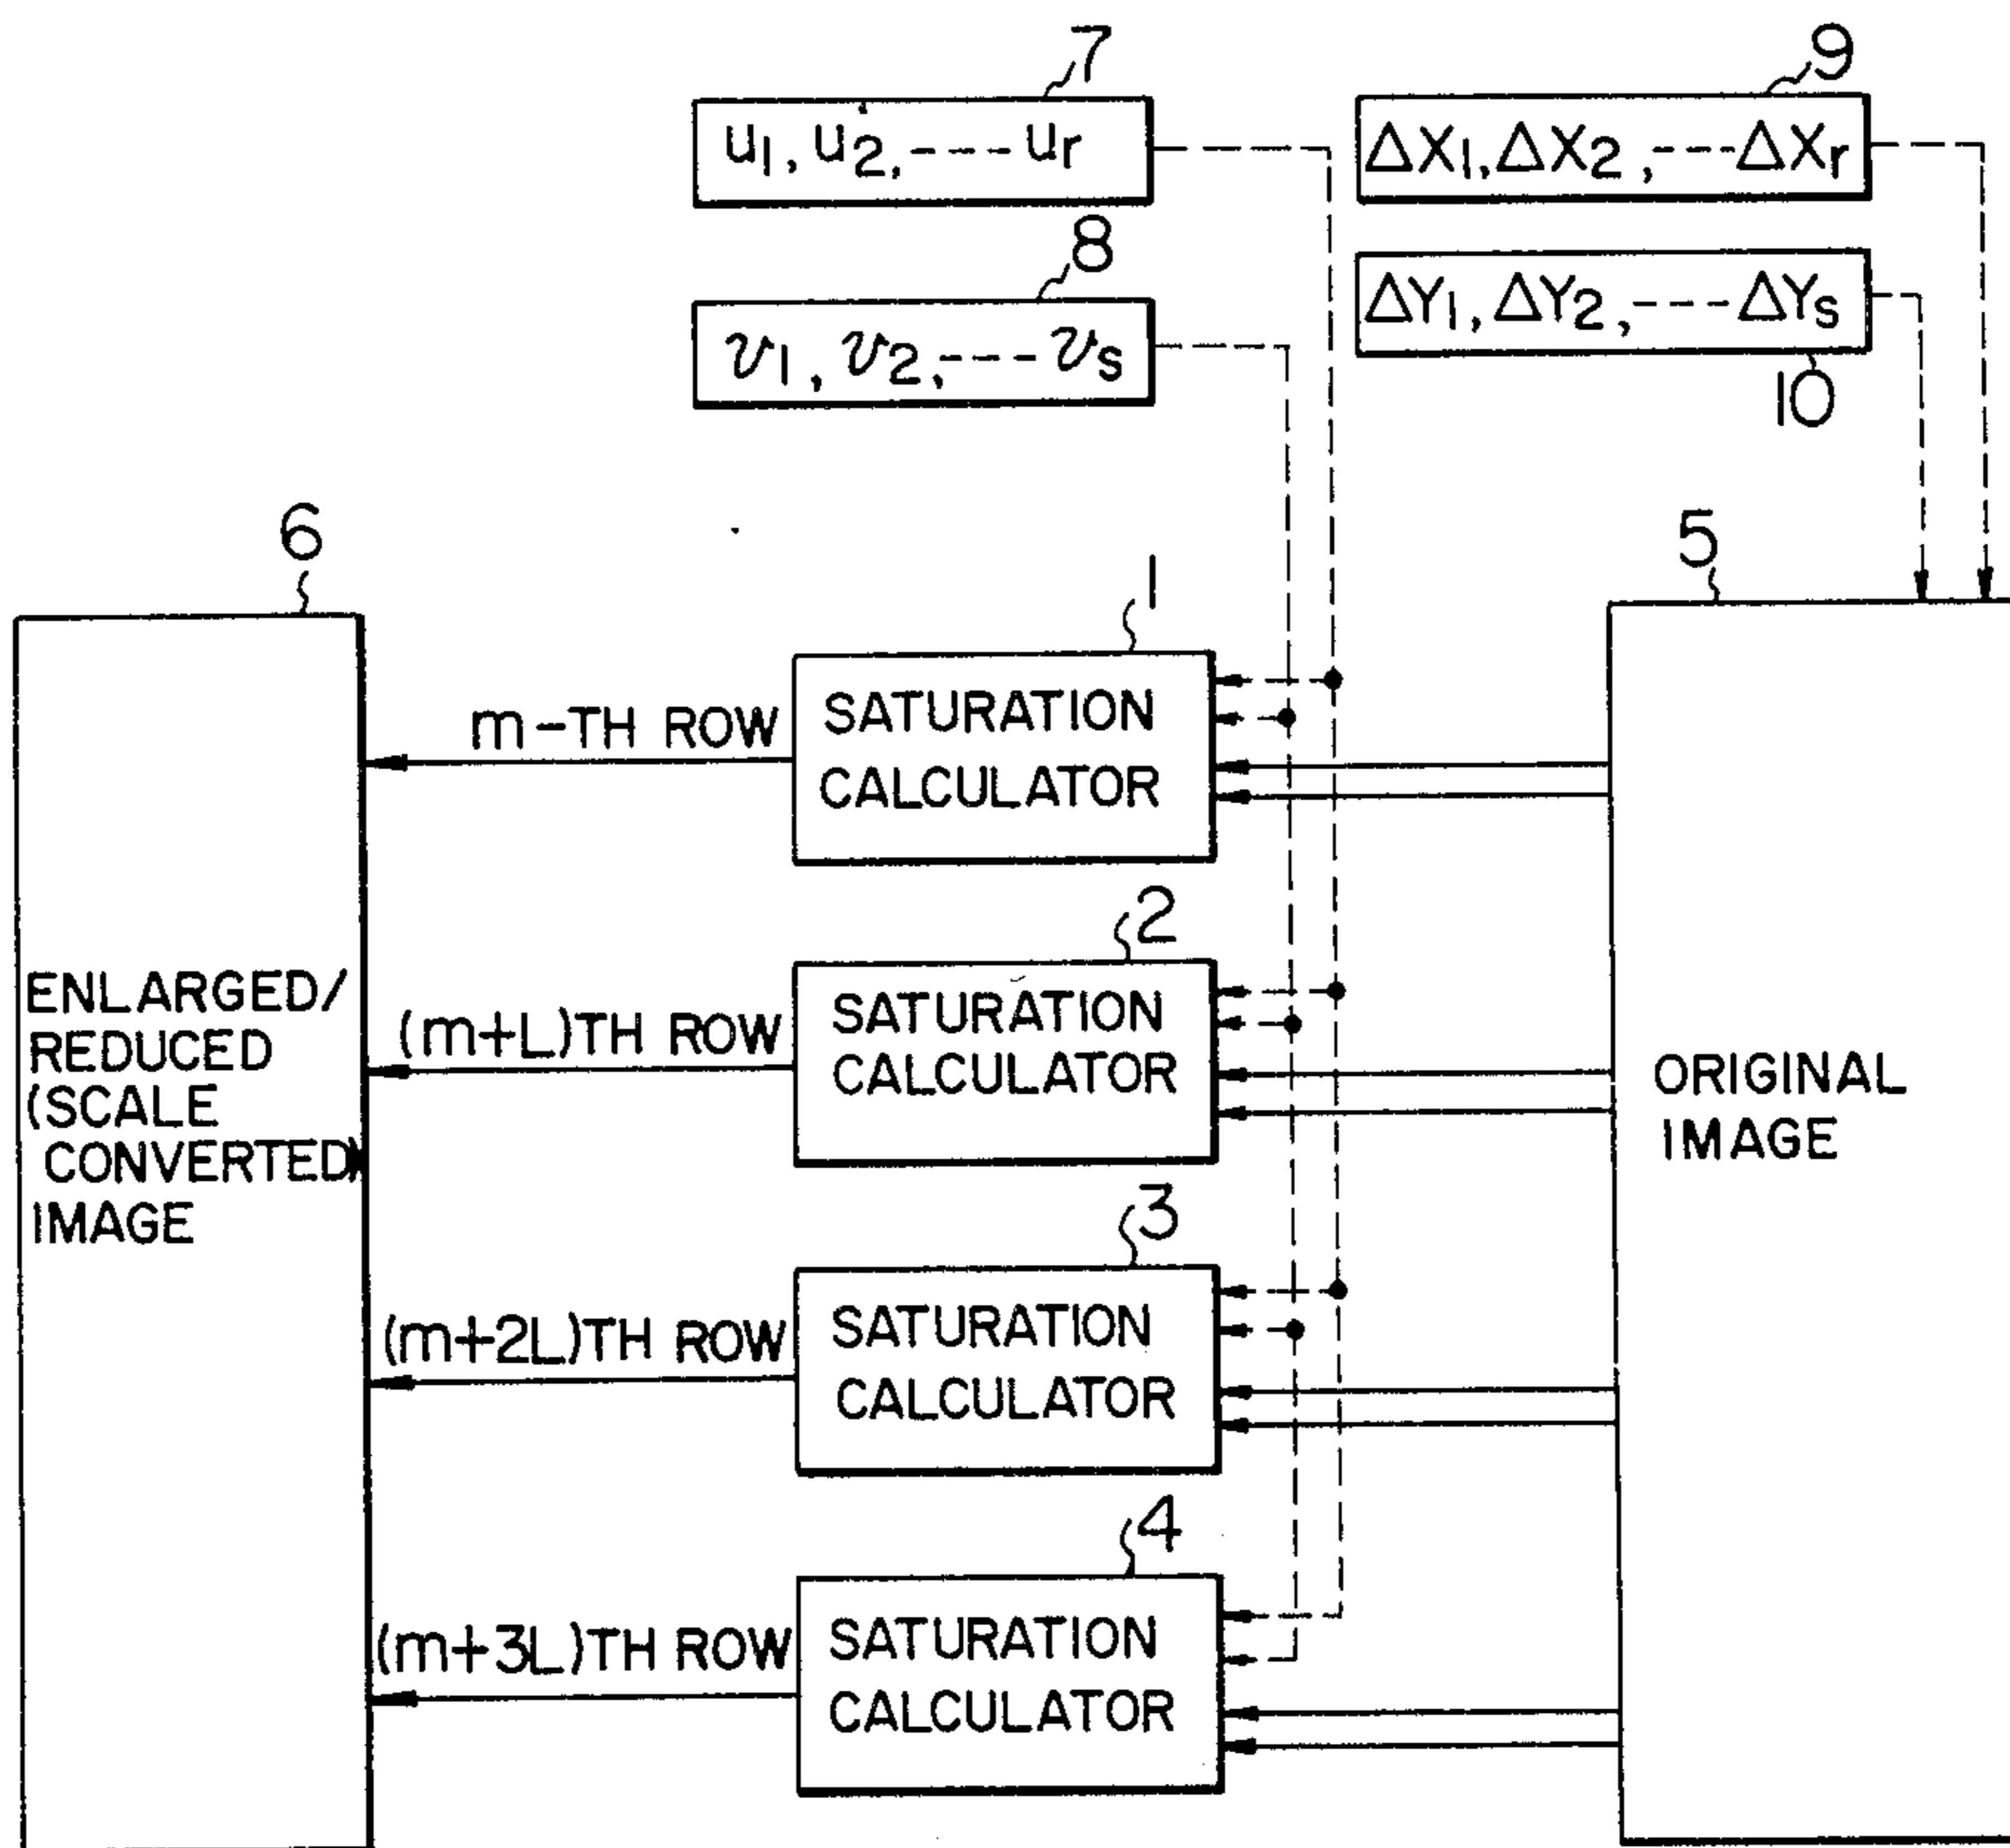 7
9
u1, u2, ---- ur
ΔX1, ΔX2, --- ΔXr
8
v1, v2, ---- vs
ΔY1, ΔY2, ---- ΔYs
10
6
5
1
m-TH ROW
SATURATION
CALCULATOR
2
(m+L)TH ROW
SATURATION
CALCULATOR
ENLARGED/
REDUCED
(SCALE
CONVERTED)
IMAGE
ORIGINAL
IMAGE
3
(m+2L)TH ROW
SATURATION
CALCULATOR
4
(m+3L)TH ROW
SATURATION
CALCULATOR